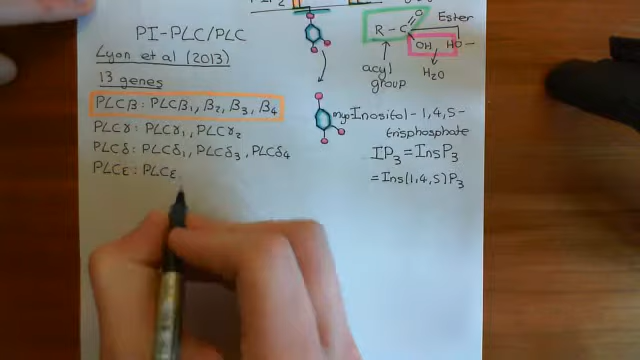 PI-PLC/PLC
Lyon et al (2013)
13 genes
PLCβ: PLCβ1, β2, β3, β4
PLCγ: PLCγ1, PLCγ2
PLCδ: PLCδ1, PLCδ3, PLCδ4
PLCε: PLCε
Ester
R-C
O
OH
HO-
acyl
group
H2O
myo Inositol-1,4,5-
trisphosphate
IP3 = InsP3
= Ins(1,4,5)P3